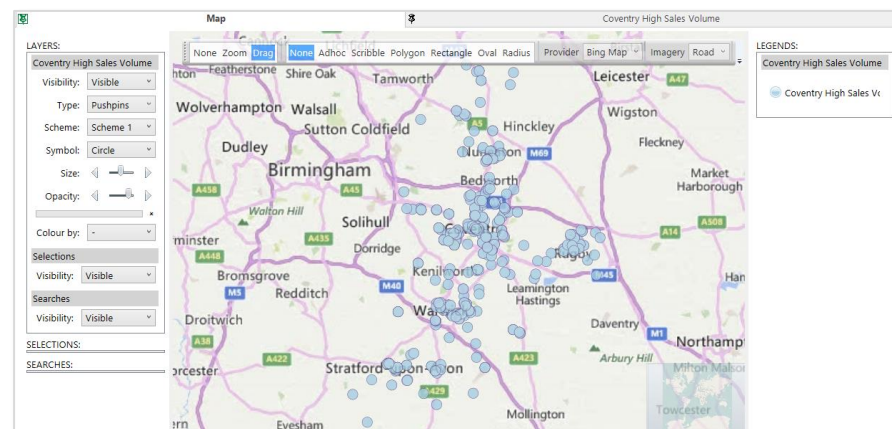 Map
Coventry High Sales Volume
LAYERS:
Coventry High Sales Volume
Visibility: Visible
Type: Pushpins
Scheme: Scheme 1
Symbol: Circle
Size:
Opacity:
Colour by: -
Selections
Visibility: Visible
Searches
Visibility: Visible
SELECTIONS:
SEARCHES:
None Zoom Drag None Adhoc Scribble Polygon Rectangle Oval Radius Provider Bing Map Imagery Road
Featherstone Shire Oak Tamworth Leicester A47
Wolverhampton Walsall Wigston
A5 Hinckley
Sutton Coldfield
Dudley Fleckney
M69
Birmingham Market
Harborough
A458 A45
Walton Hill Solihull A508
A435 A14
Dorridge
A448
Bromsgrove
M5 Redditch M40 Leamington
Hastings
Droitwich Daventry
A38 M1
A422 A423 Arbury Hill
Mollington Towcester
Evesham
LEGENDS:
Coventry High Sales Volume
Coventry High Sales Vc